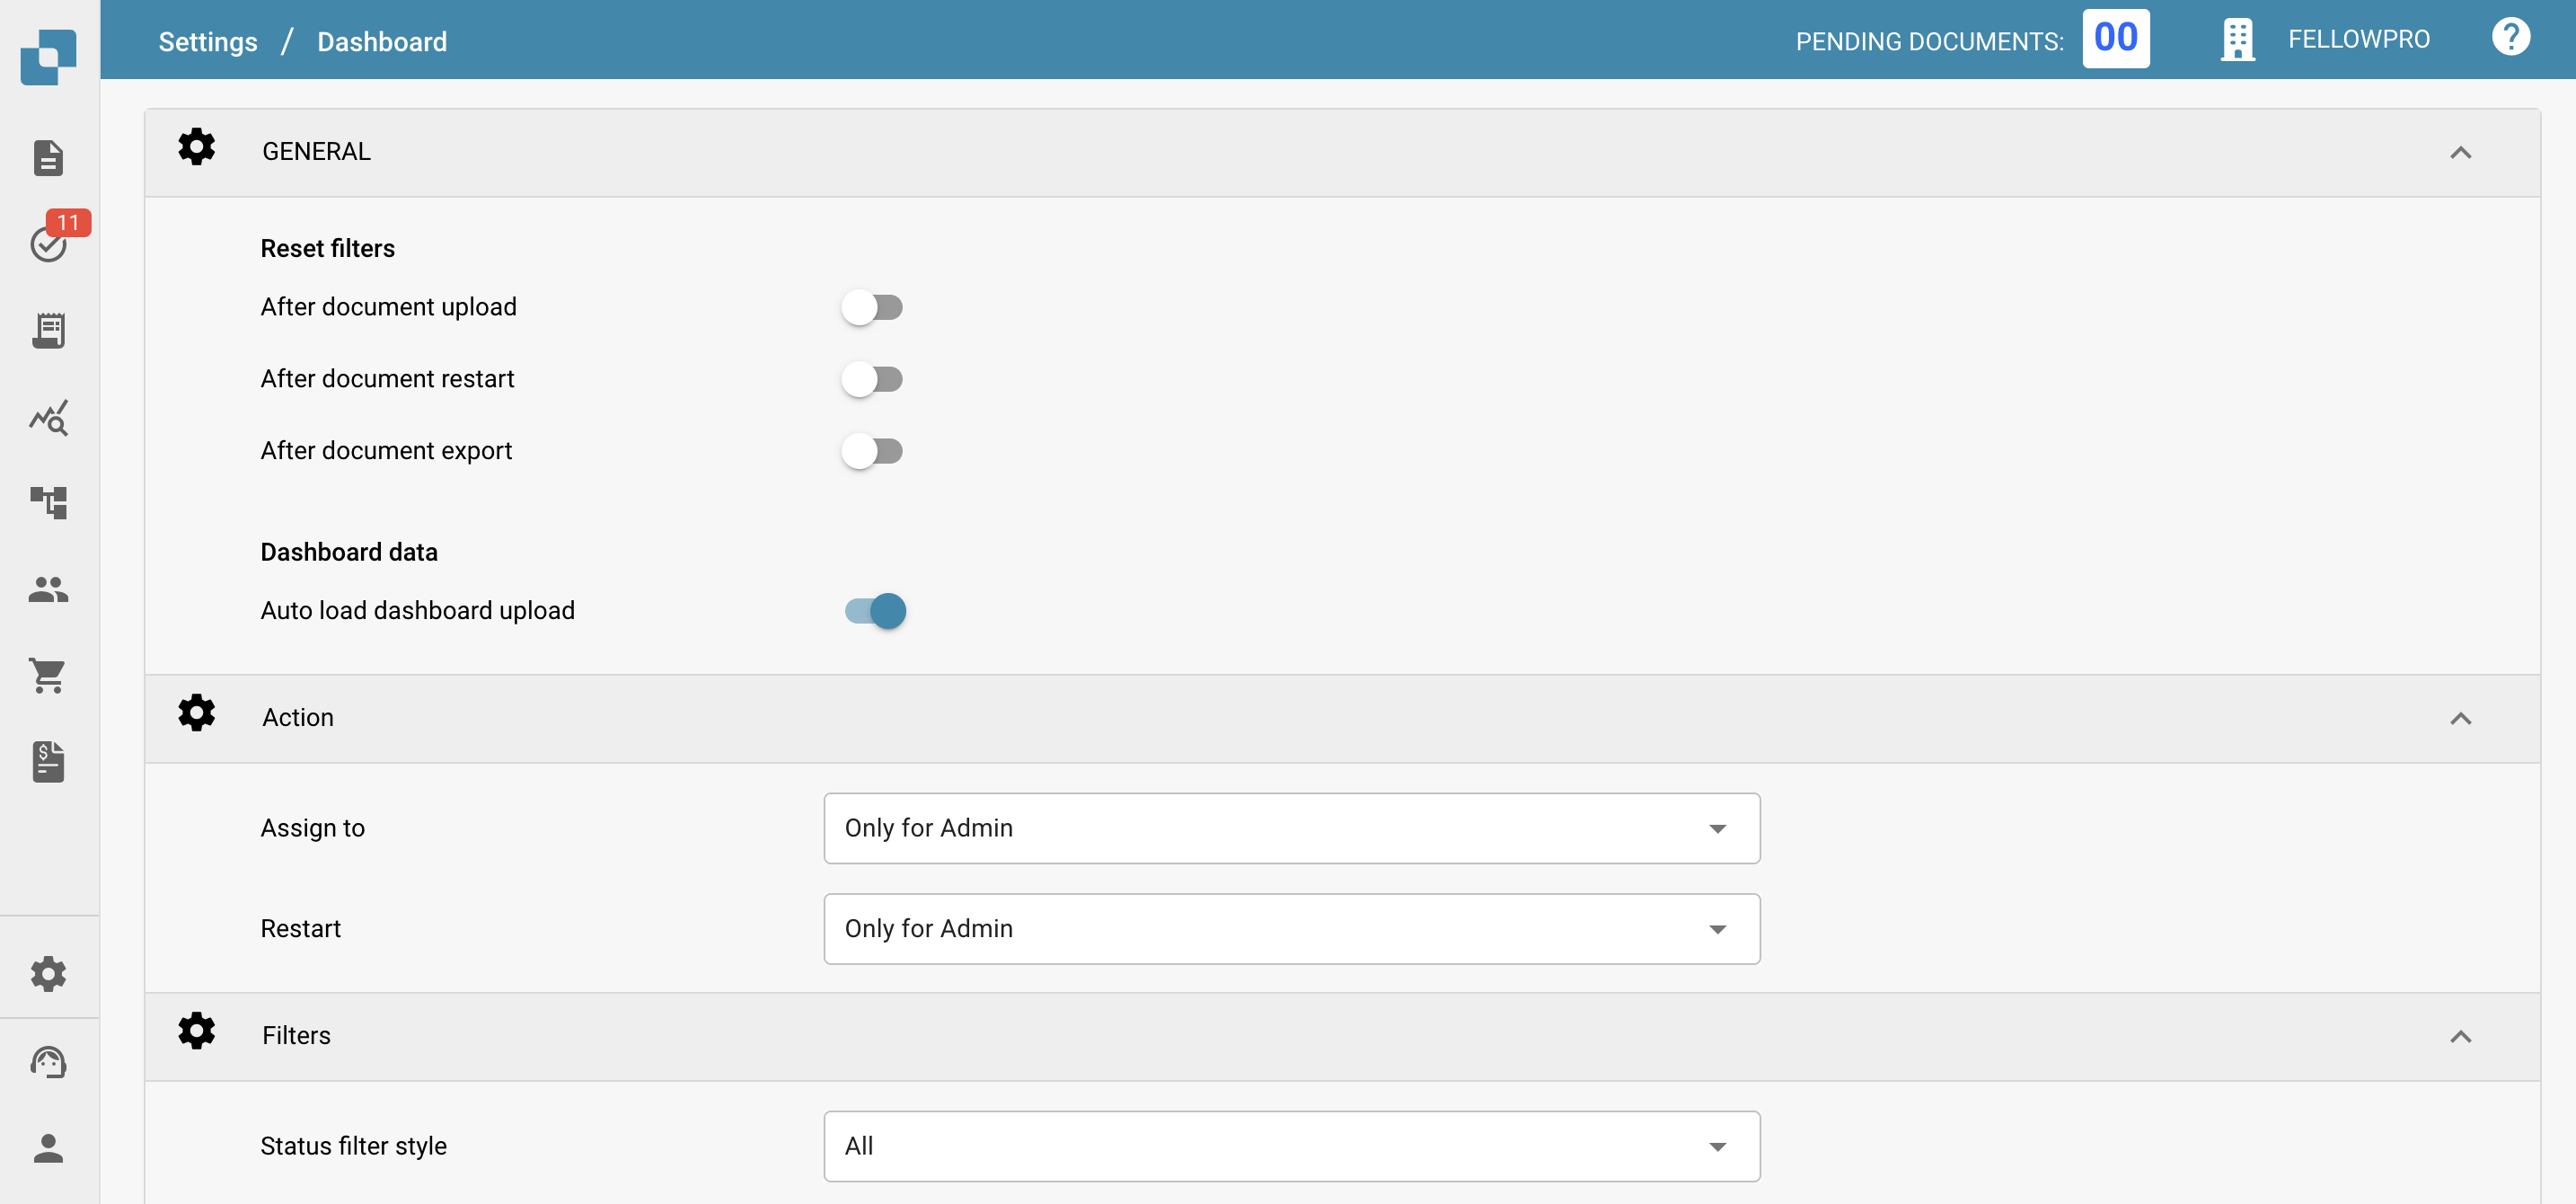 Settings / Dashboard
PENDING DOCUMENTS: 00
FELLOWPRO
?
11
GENERAL
Reset filters
After document upload
After document restart
After document export
Dashboard data
Auto load dashboard upload
Action
Assign to
Only for Admin
Restart
Only for Admin
Filters
Status filter style
All
$